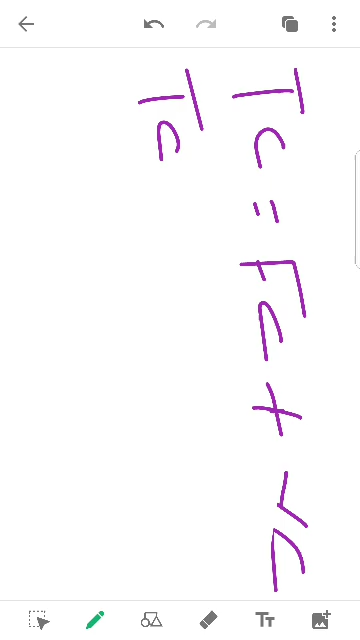 Tc = Fc + Vc
Tc